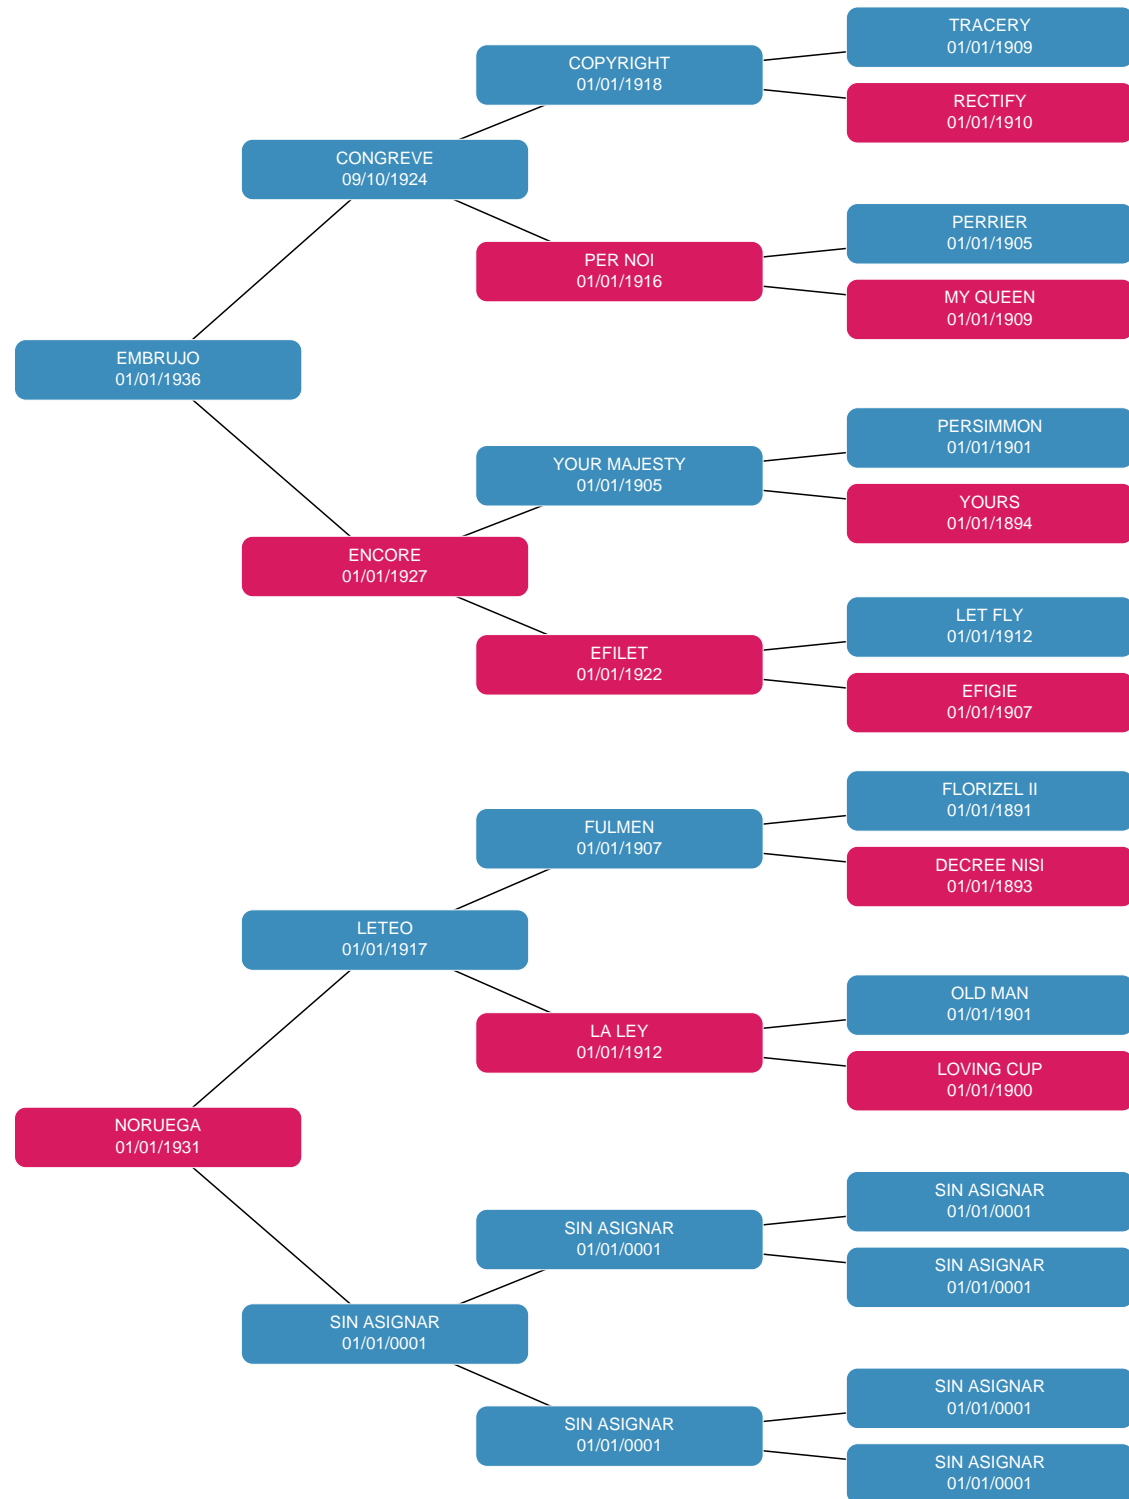 TRACERY
01/01/1909
COPYRIGHT
01/01/1918
RECTIFY
01/01/1910
CONGREVE
09/10/1924
PERRIER
01/01/1905
PER NOI
01/01/1916
MY QUEEN
01/01/1909
EMBRUJO
01/01/1936
PERSIMMON
01/01/1901
YOUR MAJESTY
01/01/1905
YOURS
01/01/1894
ENCORE
01/01/1927
LET FLY
01/01/1912
EFILET
01/01/1922
EFIGIE
01/01/1907
FLORIZEL II
01/01/1891
FULMEN
01/01/1907
DECREE NISI
01/01/1893
LETEO
01/01/1917
OLD MAN
01/01/1901
LA LEY
01/01/1912
LOVING CUP
01/01/1900
NORUEGA
01/01/1931
SIN ASIGNAR
01/01/0001
SIN ASIGNAR
01/01/0001
SIN ASIGNAR
01/01/0001
SIN ASIGNAR
01/01/0001
SIN ASIGNAR
01/01/0001
SIN ASIGNAR
01/01/0001
SIN ASIGNAR
01/01/0001